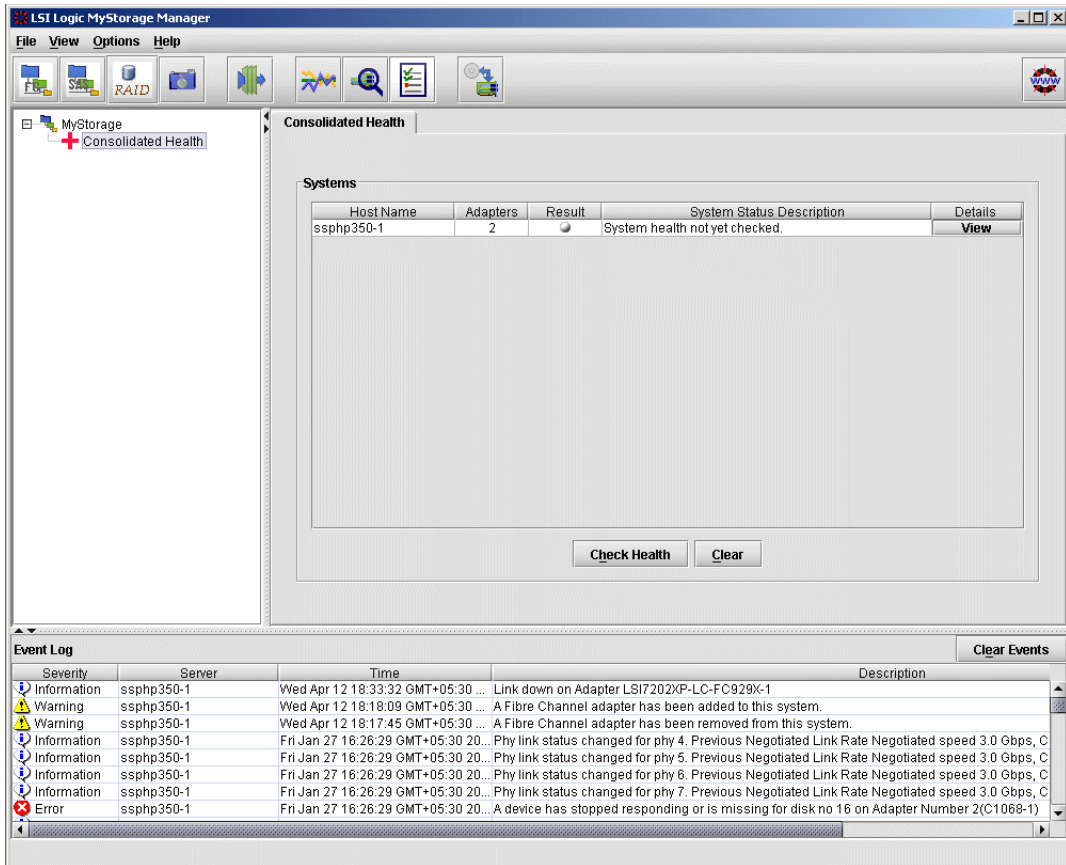 LSI Logic MyStorage Manager
File View Options Help
FC SAS RAID WWW
MyStorage
Consolidated Health
Consolidated Health
Systems
Host Name Adapters Result System Status Description Details
ssphp350-1 2 System health not yet checked. View
Check Health Clear
Event Log Clear Events
Severity Server Time Description
Information ssphp350-1 Wed Apr 12 18:33:32 GMT+05:30 ... Link down on Adapter LSI7202XP-LC-FC929X-1
Warning ssphp350-1 Wed Apr 12 18:18:09 GMT+05:30 ... A Fibre Channel adapter has been added to this system.
Warning ssphp350-1 Wed Apr 12 18:17:45 GMT+05:30 ... A Fibre Channel adapter has been removed from this system.
Information ssphp350-1 Fri Jan 27 16:26:29 GMT+05:30 20... Phy link status changed for phy 4. Previous Negotiated Link Rate Negotiated speed 3.0 Gbps, C
Information ssphp350-1 Fri Jan 27 16:26:29 GMT+05:30 20... Phy link status changed for phy 5. Previous Negotiated Link Rate Negotiated speed 3.0 Gbps, C
Information ssphp350-1 Fri Jan 27 16:26:29 GMT+05:30 20... Phy link status changed for phy 6. Previous Negotiated Link Rate Negotiated speed 3.0 Gbps, C
Information ssphp350-1 Fri Jan 27 16:26:29 GMT+05:30 20... Phy link status changed for phy 7. Previous Negotiated Link Rate Negotiated speed 3.0 Gbps, C
Error ssphp350-1 Fri Jan 27 16:26:29 GMT+05:30 20... A device has stopped responding or is missing for disk no 16 on Adapter Number 2(C1068-1)